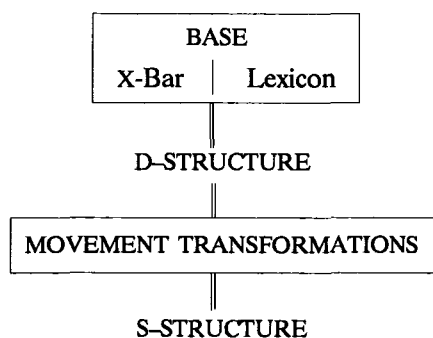 BASE
X-Bar Lexicon
D–STRUCTURE
MOVEMENT TRANSFORMATIONS
S–STRUCTURE